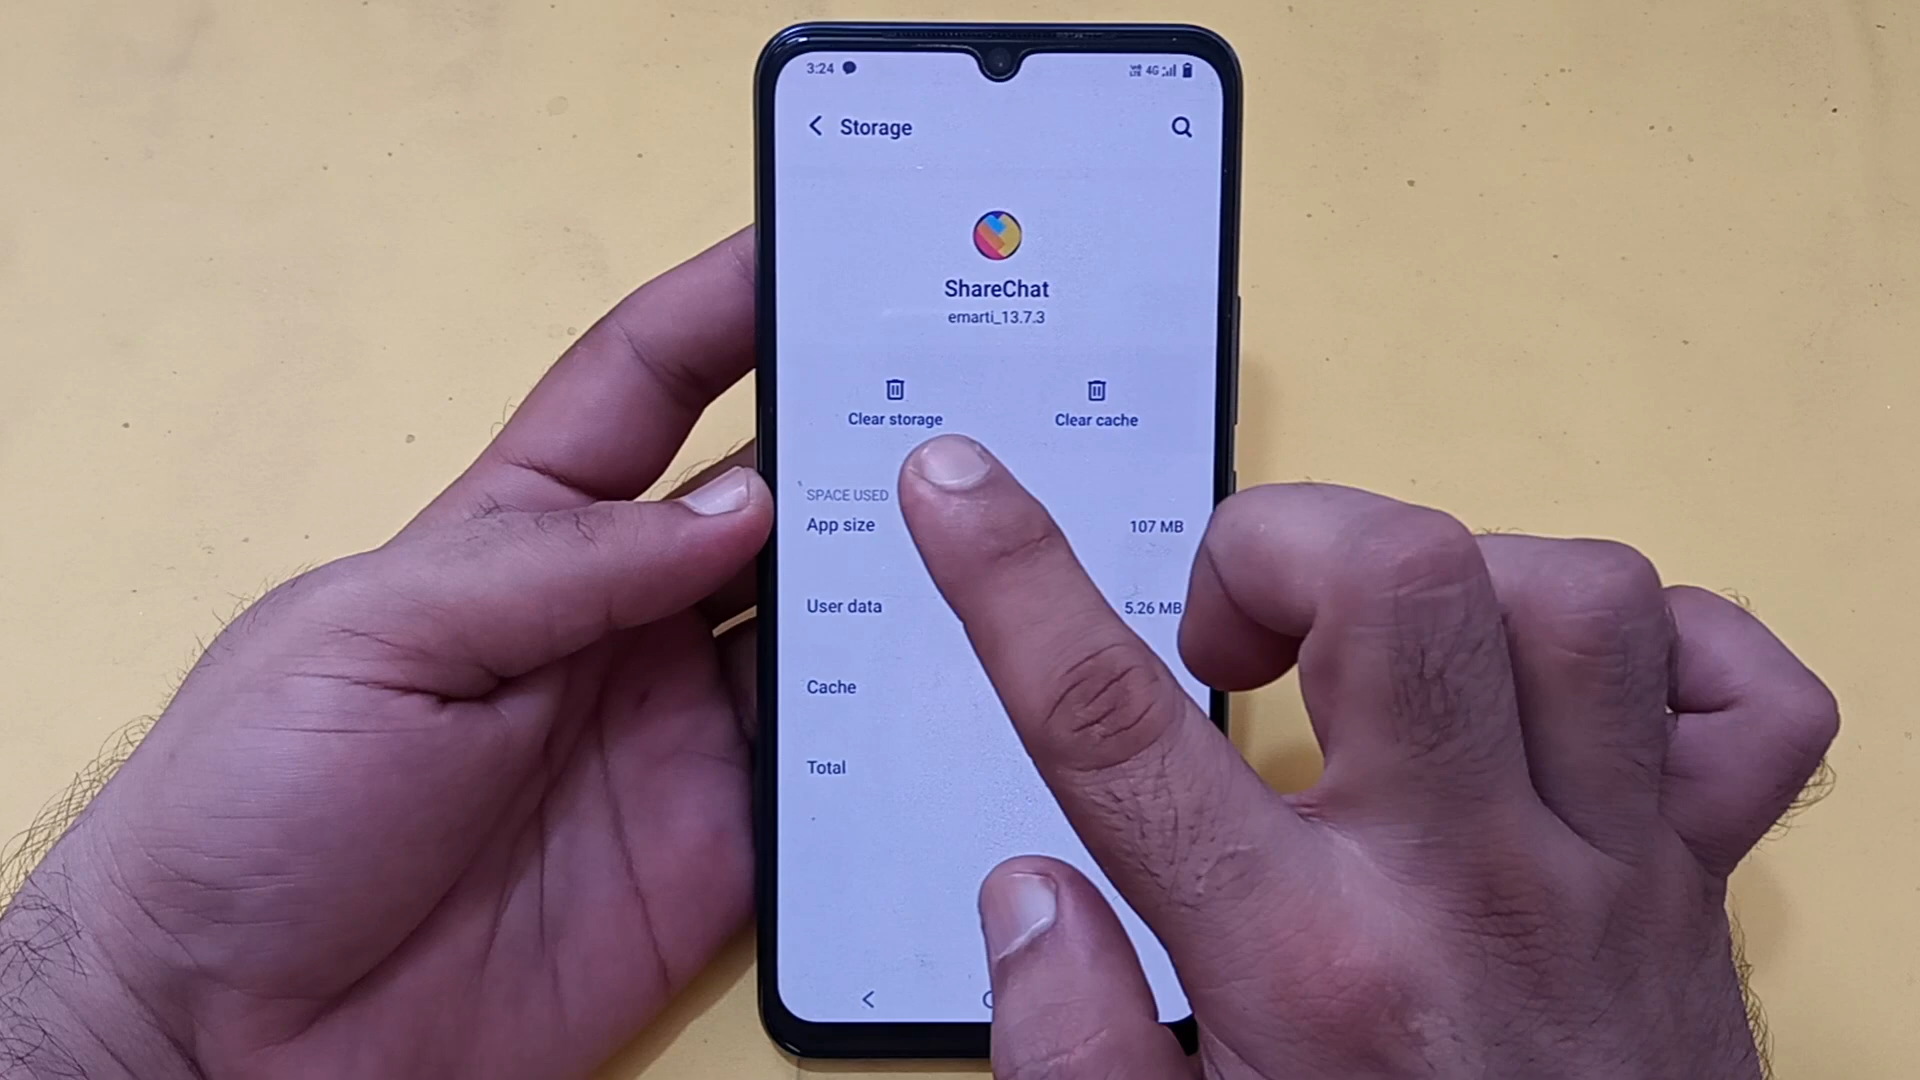 3:24 4G
Storage
ShareChat
emarti_13.7.3
Clear storage Clear cache
SPACE USED
App size 107 MB
User data 5.26 MB
Cache
Total